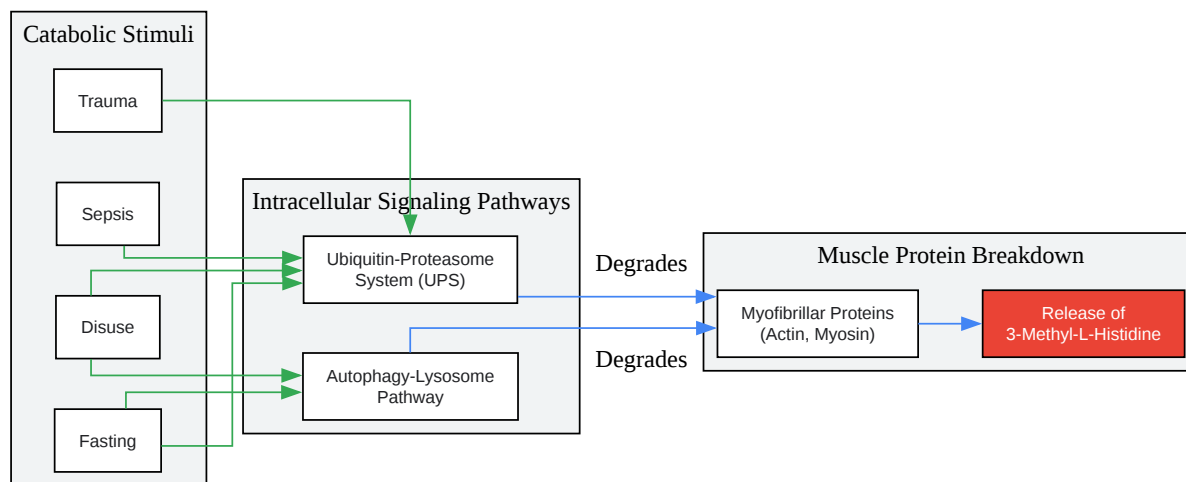 Catabolic Stimuli
Trauma
Sepsis
Disuse
Fasting
Intracellular Signaling Pathways
Ubiquitin-Proteasome
System (UPS)
Autophagy-Lysosome
Pathway
Degrades
Degrades
Muscle Protein Breakdown
Myofibrillar Proteins
(Actin, Myosin)
Release of
3-Methyl-L-Histidine